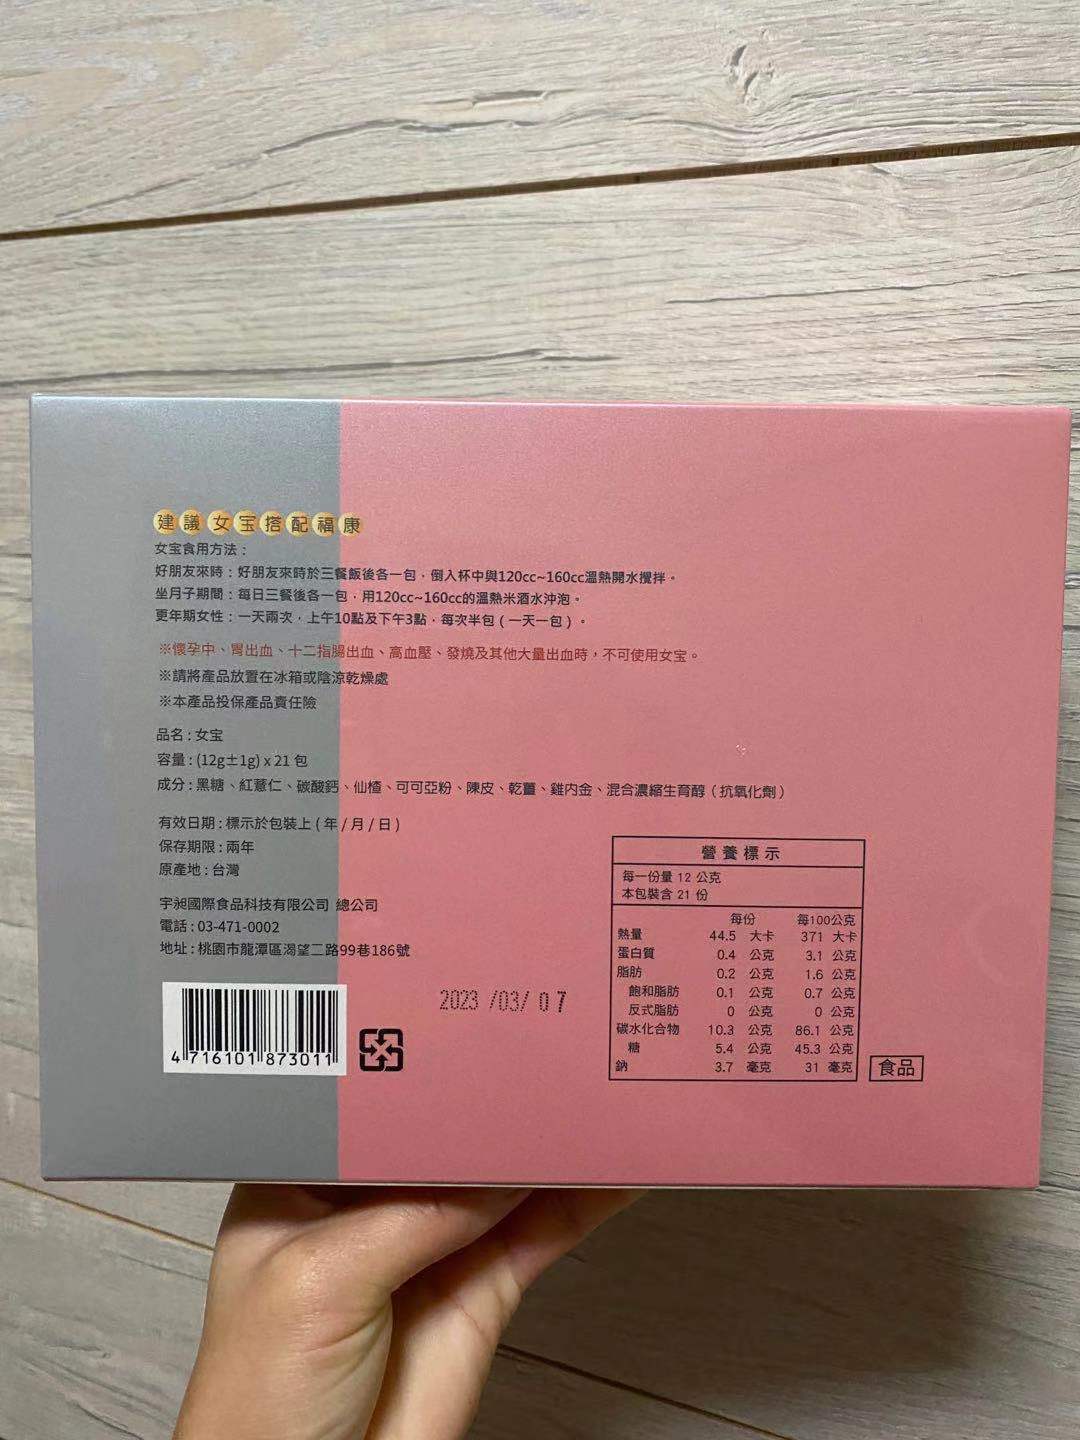 建議女宝搭配福康
女宝食用方法：
好朋友來時：好朋友來時於三餐飯後各一包，倒入杯中與120cc~160cc溫熱開水攪拌。
坐月子期間：每日三餐後各一包，用120cc~160cc的溫熱米酒水沖泡。
更年期女性：一天兩次，上午10點及下午3點，每次半包（一天一包）。
※懷孕中、胃出血、十二指腸出血、高血壓、發燒及其他大量出血時，不可使用女宝。
※請將產品放置在冰箱或陰涼乾燥處
※本產品投保產品責任險
品名：女宝
容量：(12g±1g) x 21 包
成分：黑糖、紅薏仁、碳酸鈣、仙楂、可可亞粉、陳皮、乾薑、雞內金、混合濃縮生育醇（抗氧化劑）
有效日期：標示於包裝上 ( 年 / 月 / 日 )
保存期限：兩年
原產地：台灣
宇昶國際食品科技有限公司 總公司
電話：03-471-0002
地址：桃園市龍潭區渴望二路99巷186號
4 716101 873011
2023 /03/ 07
營養標示
每一份量 12 公克
本包裝含 21 份
每份 每100公克
熱量 44.5 大卡 371 大卡
蛋白質 0.4 公克 3.1 公克
脂肪 0.2 公克 1.6 公克
飽和脂肪 0.1 公克 0.7 公克
反式脂肪 0 公克 0 公克
碳水化合物 10.3 公克 86.1 公克
糖 5.4 公克 45.3 公克
鈉 3.7 毫克 31 毫克
食品